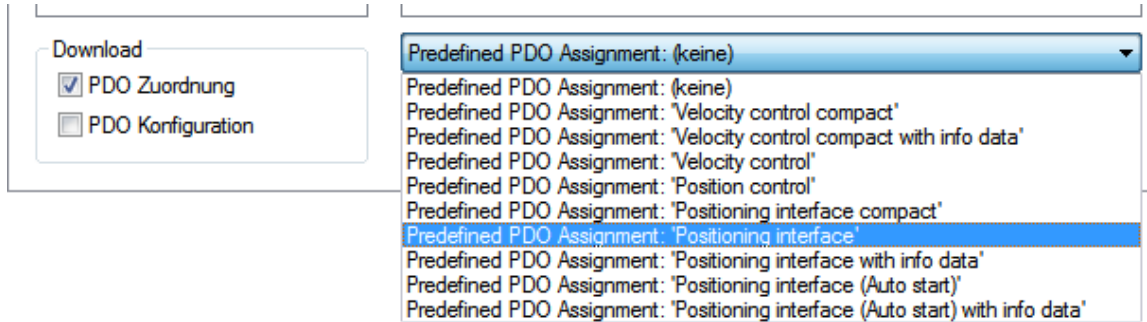 Download
PDO Zuordnung
PDO Konfiguration
Predefined PDO Assignment: (keine)
Predefined PDO Assignment: (keine)
Predefined PDO Assignment: 'Velocity control compact'
Predefined PDO Assignment: 'Velocity control compact with info data'
Predefined PDO Assignment: 'Velocity control'
Predefined PDO Assignment: 'Position control'
Predefined PDO Assignment: 'Positioning interface compact'
Predefined PDO Assignment: 'Positioning interface'
Predefined PDO Assignment: 'Positioning interface with info data'
Predefined PDO Assignment: 'Positioning interface (Auto start)'
Predefined PDO Assignment: 'Positioning interface (Auto start) with info data'